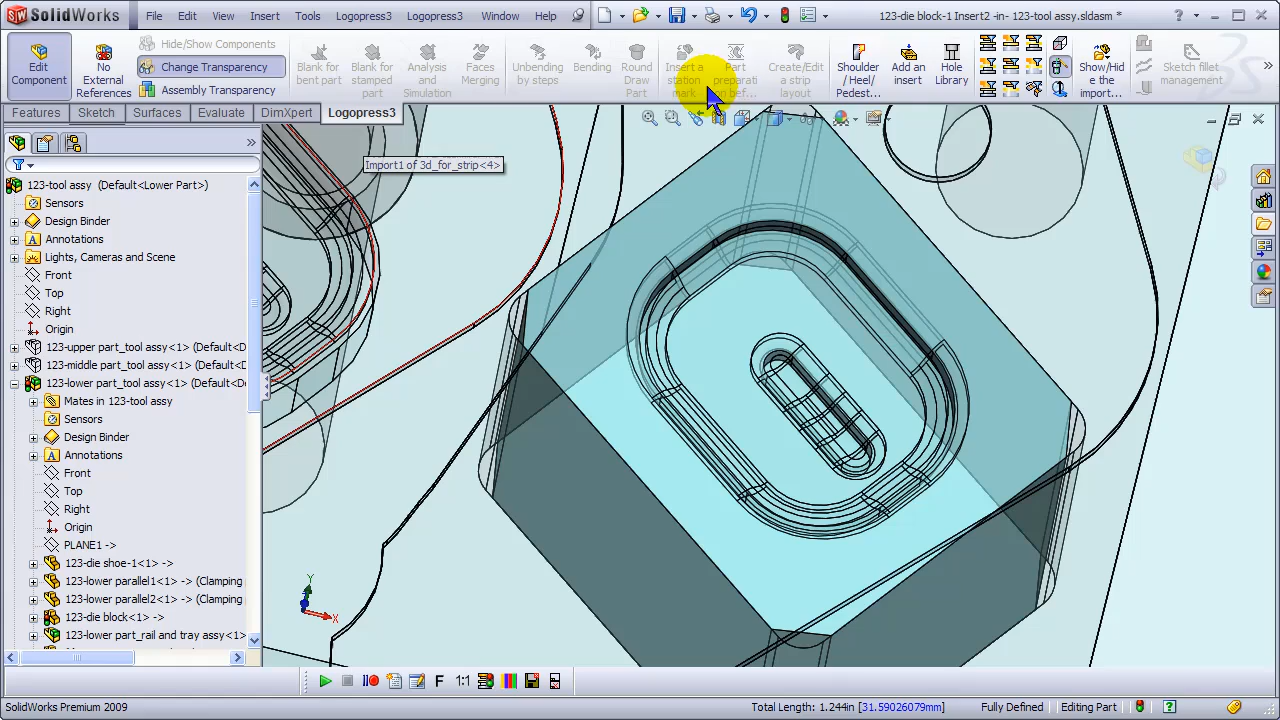 SolidWorks File Edit View Insert Tools Logopress3 Logopress3 Window Help 123-die block-1 Insert2 -in- 123-tool assy.sldasm *
Edit Component
No External References
Hide/Show Components
Change Transparency
Assembly Transparency
Blank for bent part
Blank for stamped part
Analysis and Simulation
Faces Merging
Unbending by steps
Bending
Round Draw Part
Insert a station mark
Part preparati on bef...
Create/Edit a strip layout
Shoulder / Heel/ Pedest...
Add an insert
Hole Library
Show/Hid e the import...
Sketch fillet management
Features Sketch Surfaces Evaluate DimXpert Logopress3
Import1 of 3d_for_strip<4>
123-tool assy (Default<Lower Part>)
Sensors
Design Binder
Annotations
Lights, Cameras and Scene
Front
Top
Right
Origin
123-upper part_tool assy<1> (Default<D
123-middle part_tool assy<1> (Default<
123-lower part_tool assy<1> (Default<D
Mates in 123-tool assy
Sensors
Design Binder
Annotations
Front
Top
Right
Origin
PLANE1 ->
123-die shoe-1<1> ->
123-lower parallel1<1> -> (Clamping
123-lower parallel2<1> -> (Clamping
123-die block<1> ->
123-lower part_rail and tray assy<1>
Y
X
F 1:1
SolidWorks Premium 2009 Total Length: 1.244in [31.59026079mm] Fully Defined Editing Part